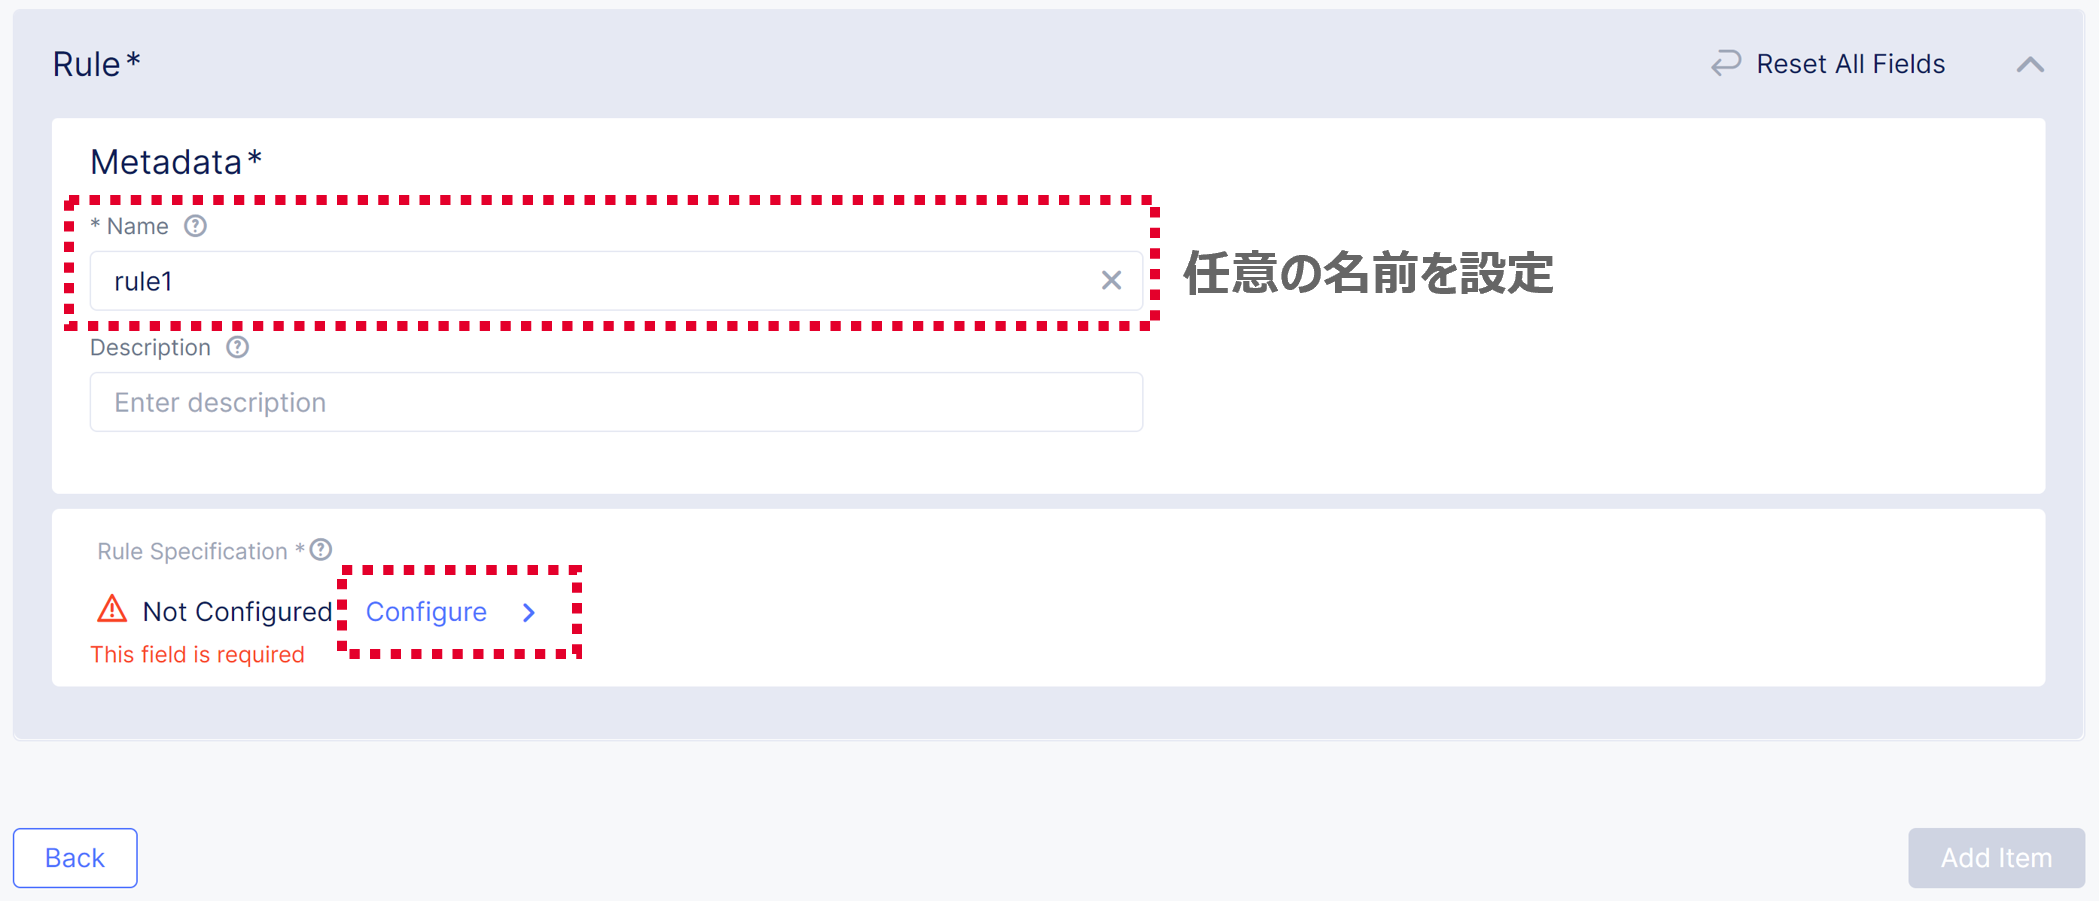 Rule*
Reset All Fields
Metadata*
* Name
rule1
任意の名前を設定
Description
Enter description
Rule Specification *
Not Configured
Configure
This field is required
Back
Add Item